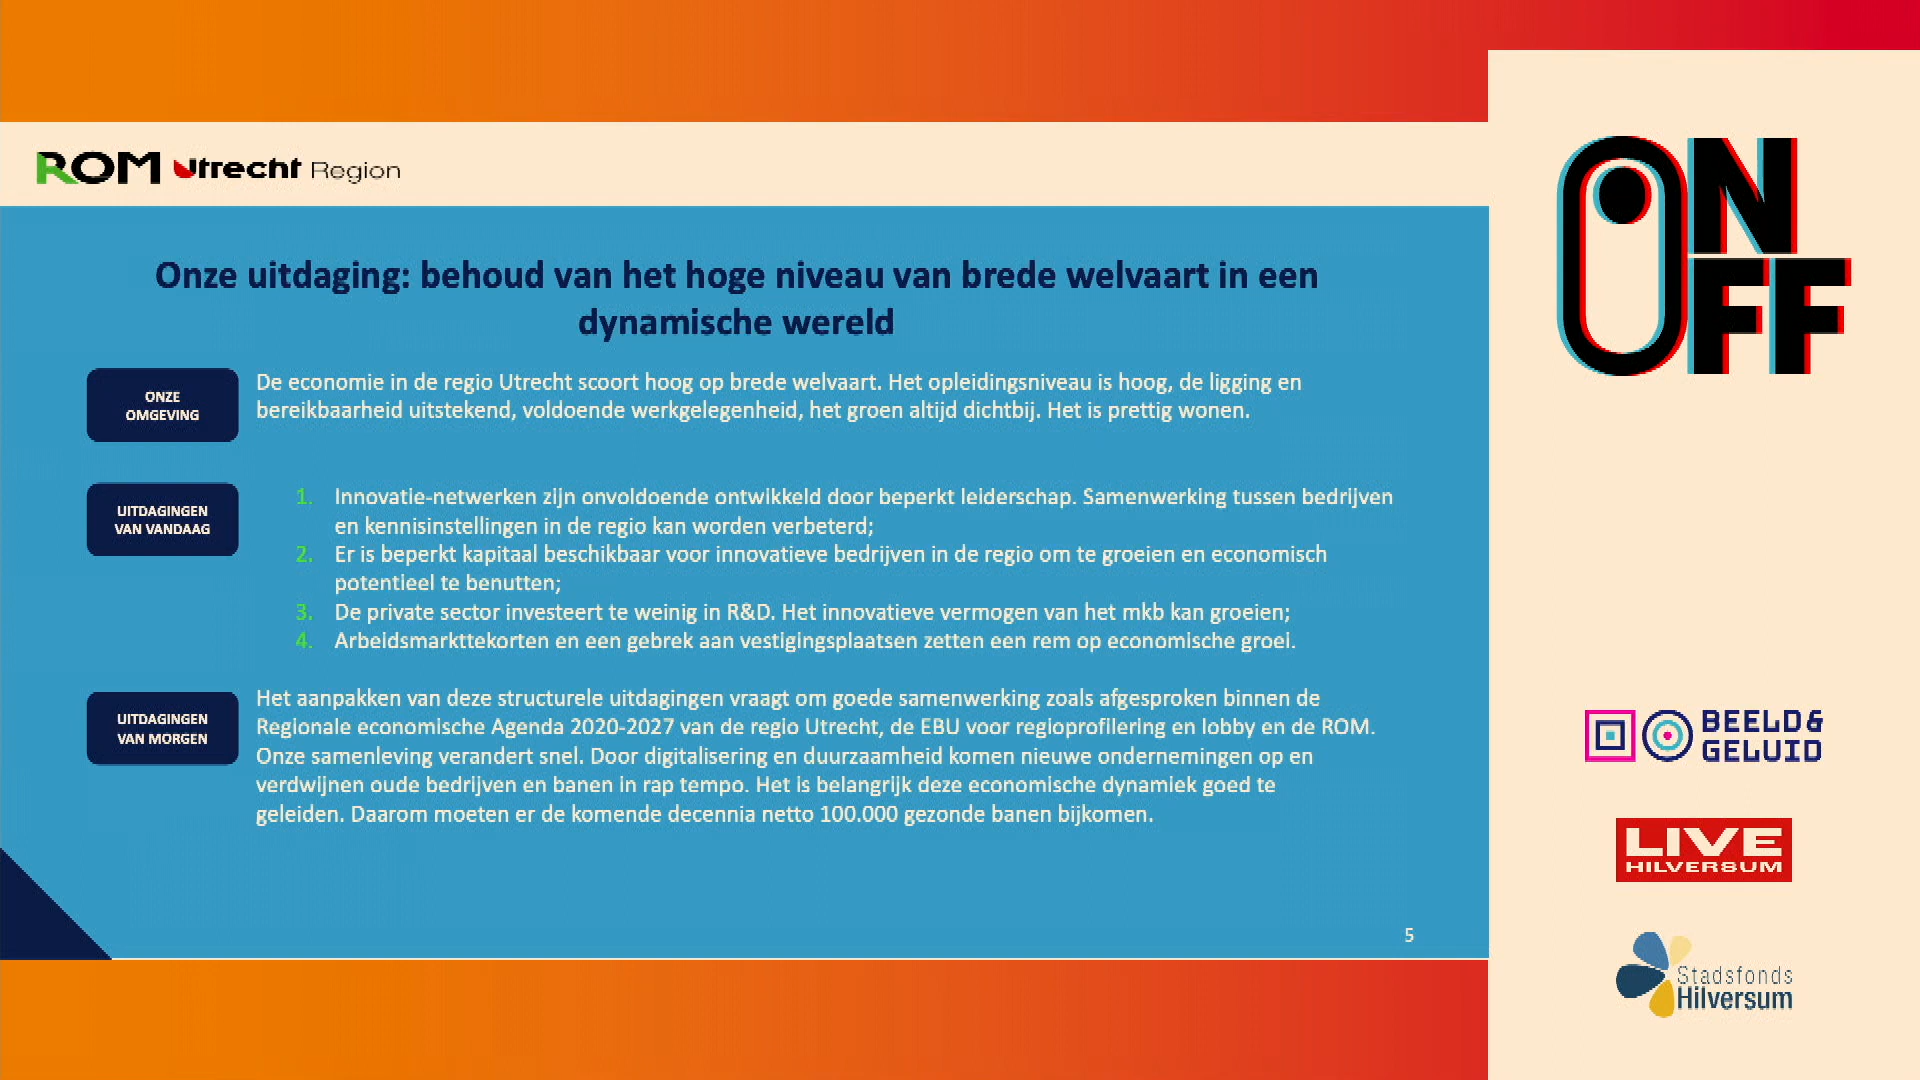 ROM Utrecht Region
Onze uitdaging: behoud van het hoge niveau van brede welvaart in een
dynamische wereld
ONZE
OMGEVING
De economie in de regio Utrecht scoort hoog op brede welvaart. Het opleidingsniveau is hoog, de ligging en
bereikbaarheid uitstekend, voldoende werkgelegenheid, het groen altijd dichtbij. Het is prettig wonen.
UITDAGINGEN
VAN VANDAAG
1. Innovatie-netwerken zijn onvoldoende ontwikkeld door beperkt leiderschap. Samenwerking tussen bedrijven
en kennisinstellingen in de regio kan worden verbeterd;
2. Er is beperkt kapitaal beschikbaar voor innovatieve bedrijven in de regio om te groeien en economisch
potentieel te benutten;
3. De private sector investeert te weinig in R&D. Het innovatieve vermogen van het mkb kan groeien;
4. Arbeidsmarkttekorten en een gebrek aan vestigingsplaatsen zetten een rem op economische groei.
UITDAGINGEN
VAN MORGEN
Het aanpakken van deze structurele uitdagingen vraagt om goede samenwerking zoals afgesproken binnen de
Regionale economische Agenda 2020-2027 van de regio Utrecht, de EBU voor regioprofilering en lobby en de ROM.
Onze samenleving verandert snel. Door digitalisering en duurzaamheid komen nieuwe ondernemingen op en
verdwijnen oude bedrijven en banen in rap tempo. Het is belangrijk deze economische dynamiek goed te
geleiden. Daarom moeten er de komende decennia netto 100.000 gezonde banen bijkomen.
5
ON
FF
BEELD&
GELUID
LIVE
HILVERSUM
Stadsfonds
Hilversum